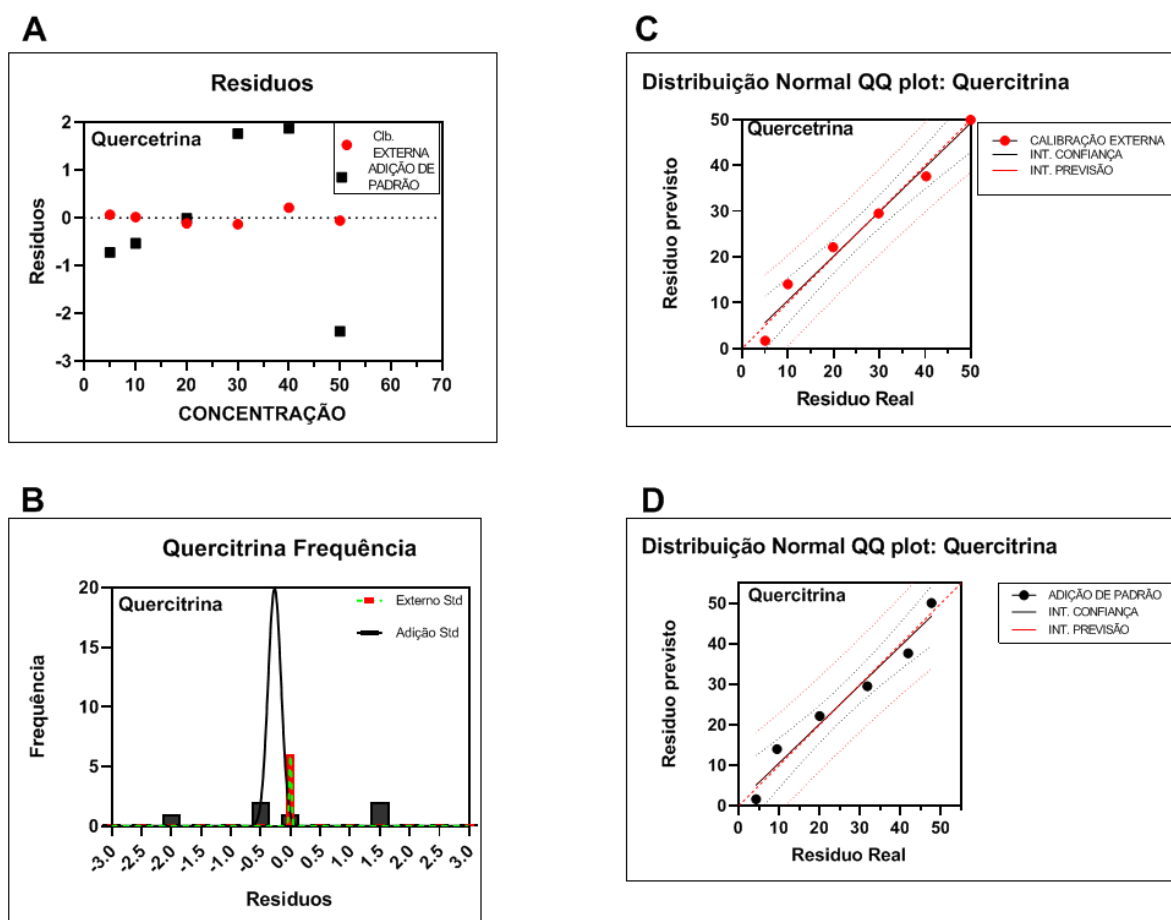 A
Residuos
Quercetrina
Clb.
EXTERNA
ADIÇÃO DE
PADRÃO
Residuos
2
1
0
-1
-2
-3
0 10 20 30 40 50 60 70
CONCENTRAÇÃO
B
Quercitrina Frequência
Quercitrina
Externo Std
Adição Std
Frequência
20
15
10
5
0
-3.0 -2.5 -2.0 -1.5 -1.0 -0.5 0.0 0.5 1.0 1.5 2.0 2.5 3.0
Residuos
C
Distribuição Normal QQ plot: Quercitrina
Quercetrina
CALIBRAÇÃO EXTERNA
INT. CONFIANÇA
INT. PREVISÃO
Residuo previsto
50
40
30
20
10
0
0 10 20 30 40 50
Residuo Real
D
Distribuição Normal QQ plot: Quercitrina
Quercitrina
ADIÇÃO DE PADRÃO
INT. CONFIANÇA
INT. PREVISÃO
Residuo previsto
50
40
30
20
10
0
0 10 20 30 40 50
Residuo Real